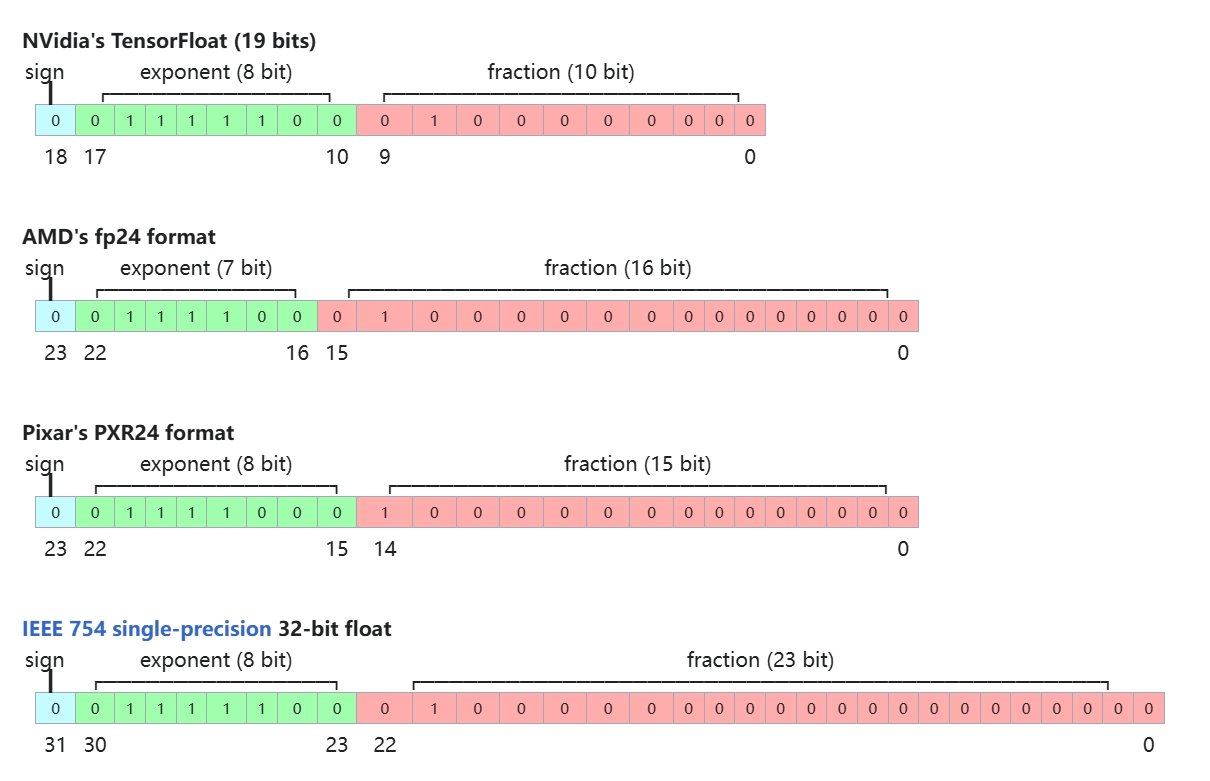 NVidia's TensorFloat (19 bits)
sign exponent (8 bit) fraction (10 bit)
0 0 1 1 1 1 1 0 0 0 1 0 0 0 0 0 0 0 0
18 17 10 9 0
AMD's fp24 format
sign exponent (7 bit) fraction (16 bit)
0 0 1 1 1 1 0 0 0 1 0 0 0 0 0 0 0 0 0 0 0 0 0 0
23 22 16 15 0
Pixar's PXR24 format
sign exponent (8 bit) fraction (15 bit)
0 0 1 1 1 1 0 0 0 1 0 0 0 0 0 0 0 0 0 0 0 0 0 0
23 22 15 14 0
IEEE 754 single-precision 32-bit float
sign exponent (8 bit) fraction (23 bit)
0 0 1 1 1 1 1 0 0 0 1 0 0 0 0 0 0 0 0 0 0 0 0 0 0 0 0 0 0 0 0 0
31 30 23 22 0